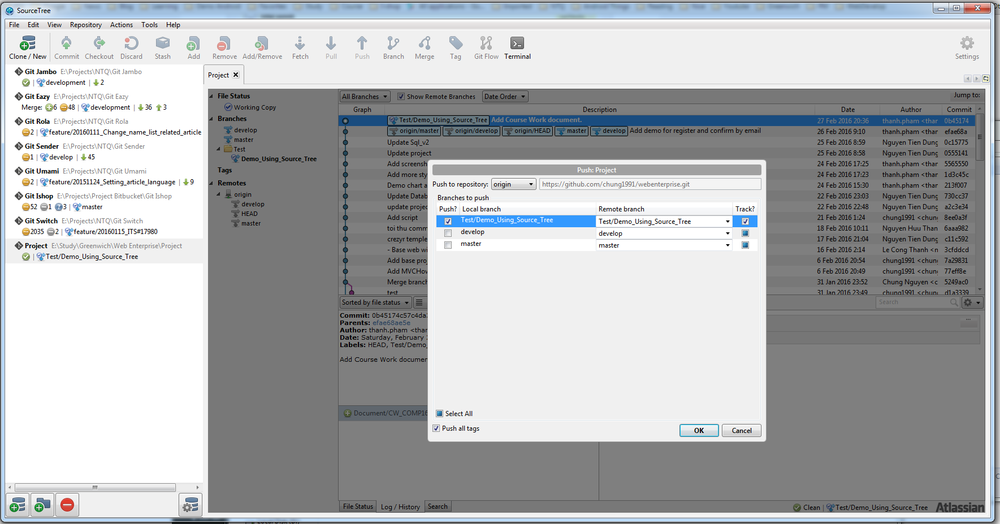 SourceTree
File Edit View Repository Actions Tools Help
Clone / New Commit Checkout Discard Stash Add Remove Add/Remove Fetch Pull Push Branch Merge Tag Git Flow Terminal Settings
Git Jambo E:\Projects\NTQ\Git Jambo
development 2
Git Eazy E:\Projects\NTQ\Git Eazy
Merge: 6 48 development 36 3
Git Rola E:\Projects\NTQ\Git Rola
2 feature/20160111_Change_name_list_related_article
Git Sender E:\Projects\NTQ\Git Sender
1 develop 45
Git Umami E:\Projects\NTQ\Git Umami
2 feature/20151124_Setting_article_language 9
Git Ishop E:\Projects\Project Bitbucket\Git Ishop
52 1 3 master
Git Switch E:\Projects\NTQ\Git Switch
2035 2 feature/20160115_ITS#17980
Project E:\Study\Greenwich\Web Enterprise\Project
Test/Demo_Using_Source_Tree
Project
File Status
Working Copy
Branches
develop
master
Test
Demo_Using_Source_Tree
Tags
Remotes
origin
develop
HEAD
master
All Branches Show Remote Branches Date Order Jump to:
Graph Description Date Author Commit
Test/Demo_Using_Source_Tree Add Course Work document. 27 Feb 2016 20:36 thanh.pham <thar 0b45174
origin/master origin/develop origin/HEAD master develop Add demo for register and confirm by email 26 Feb 2016 9:10 thanh.pham <thar efae68a
Update Sql_v2 25 Feb 2016 8:59 Nguyen Tien Dung 0c15775
Update project 25 Feb 2016 8:58 Nguyen Tien Dung 0555141
Add screensh 24 Feb 2016 17:25 thanh.pham <thar 5565550
Add more sty 24 Feb 2016 17:23 thanh.pham <thar 1d3c45c
Demo chart a 24 Feb 2016 15:30 thanh.pham <thar 213f007
Update Datab 22 Feb 2016 23:03 Nguyen Tien Dung 730cc37
update projec 22 Feb 2016 22:48 Nguyen Tien Dung a2c3e34
Add script 21 Feb 2016 1:24 chung1991 <chung 8ee0a3f
toi thu comm 18 Feb 2016 10:11 Nguyen Huu Than 6aaa982
crezyr temple 17 Feb 2016 21:04 Nguyen Tien Dung c11c592
- Base web wi 16 Feb 2016 2:14 Le Cong Thanh <n 3cfddcd
Add base proj 6 Feb 2016 20:54 chung1991 <chung 7a29831
Add MVCHow 6 Feb 2016 20:49 chung1991 <chung 77eff8e
Merge branch 31 Jan 2016 23:52 Chung Nguyen <c 5249ac0
test 31 Jan 2016 23:49 chung1991 <chung d1a3339
Sorted by file status Search
Commit: 0b45174c57c4da
Parents: efae68ae5e
Author: thanh.pham <than
Date: Saturday, February
Labels: HEAD, Test/Demo_
Add Course Work documen
Document/CW_COMP16
Push: Project
Push to repository: origin https://github.com/chung1991/webenterprise.git
Branches to push
Push? Local branch Remote branch Track?
Test/Demo_Using_Source_Tree Test/Demo_Using_Source_Tree
develop develop
master master
Select All
Push all tags
OK Cancel
File Status Log / History Search
Clean Test/Demo_Using_Source_Tree Atlassian